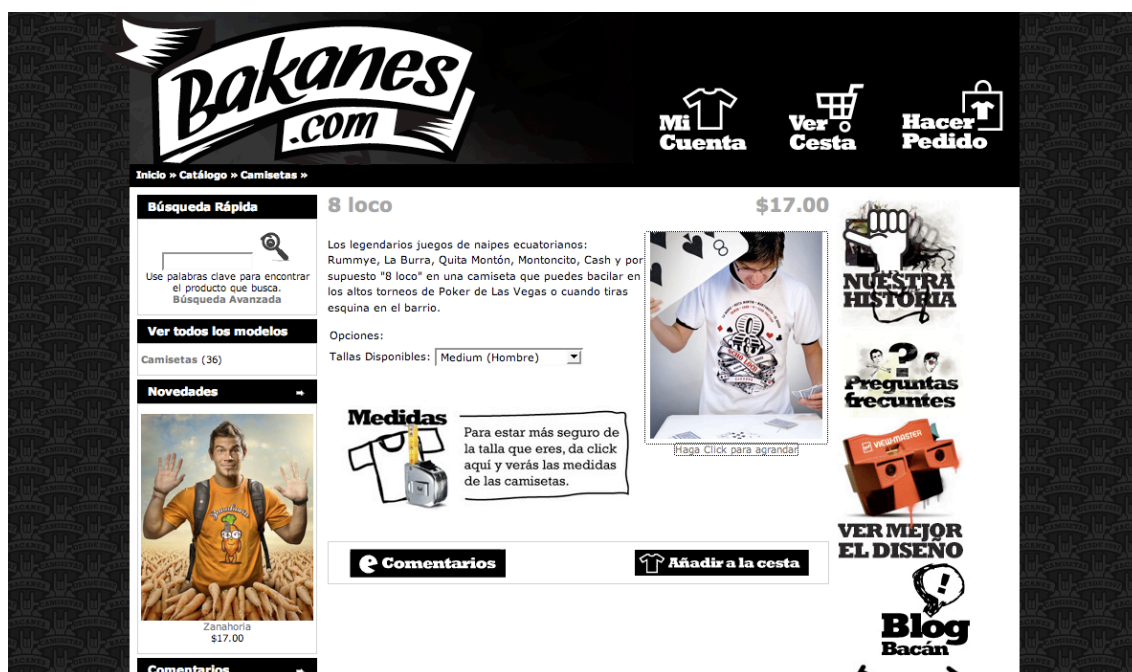 Bakanes
.com
Mi
Cuenta
Ver
Cesta
Hacer
Pedido
Inicio » Catálogo » Camisetas »
Búsqueda Rápida
Use palabras clave para encontrar
el producto que busca.
Búsqueda Avanzada
Ver todos los modelos
Camisetas (36)
Novedades
Zanahoria
$17.00
Comentarios
8 loco
$17.00
Los legendarios juegos de naipes ecuatorianos:
Rummye, La Burra, Quita Montón, Montoncito, Cash y por
supuesto "8 loco" en una camiseta que puedes bacilar en
los altos torneos de Poker de Las Vegas o cuando tiras
esquina en el barrio.
Opciones:
Tallas Disponibles: Medium (Hombre)
Medidas
Para estar más seguro de
la talla que eres, da click
aquí y verás las medidas
de las camisetas.
8
OCHO LOCO
Haga Click para agrandar
Comentarios
Añadir a la cesta
NUESTRA
HISTORIA
?
Preguntas
frecuntes
VIEW-MASTER
VER MEJOR
EL DISEÑO
!
Blog
Bacán